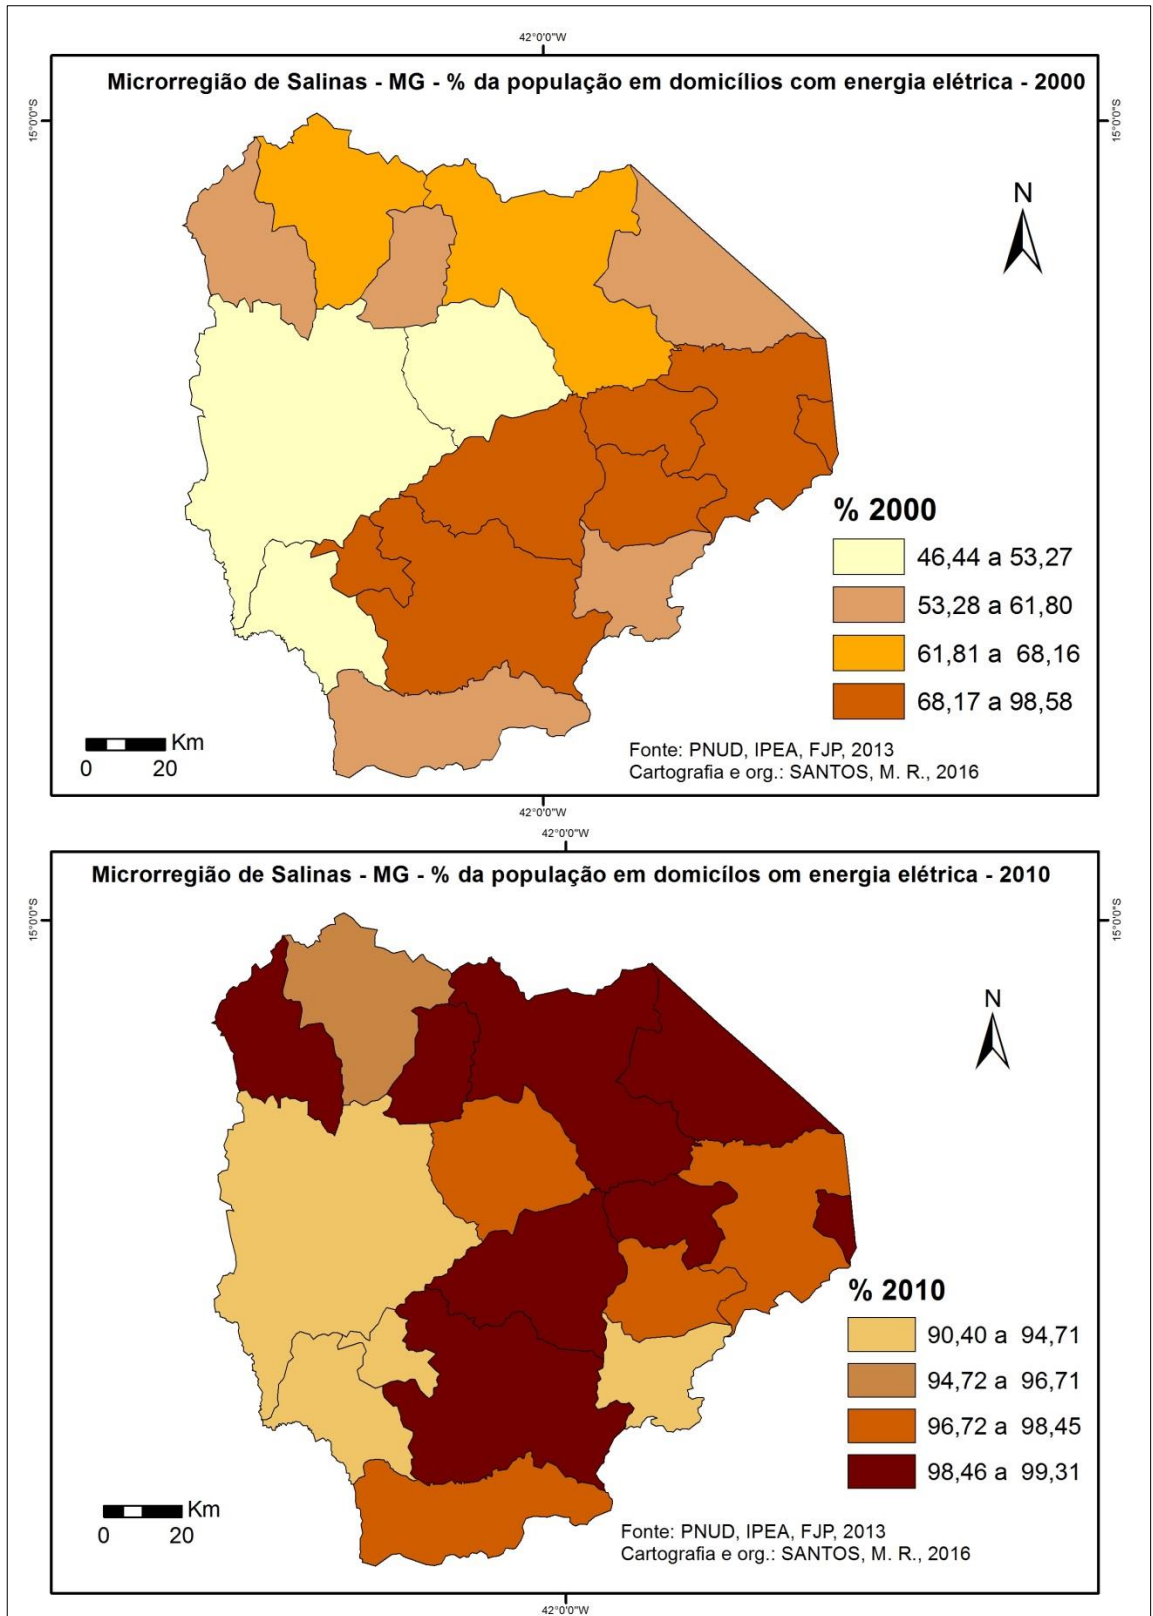 42°0'0"W
Microrregião de Salinas - MG - % da população em domicílios com energia elétrica - 2000
15°0'0"S
15°0'0"S
N
% 2000
46,44 a 53,27
53,28 a 61,80
61,81 a 68,16
68,17 a 98,58
Km
0 20
Fonte: PNUD, IPEA, FJP, 2013
Cartografia e org.: SANTOS, M. R., 2016
42°0'0"W
42°0'0"W
Microrregião de Salinas - MG - % da população em domicílos om energia elétrica - 2010
15°0'0"S
15°0'0"S
N
% 2010
90,40 a 94,71
94,72 a 96,71
96,72 a 98,45
98,46 a 99,31
Km
0 20
Fonte: PNUD, IPEA, FJP, 2013
Cartografia e org.: SANTOS, M. R., 2016
42°0'0"W